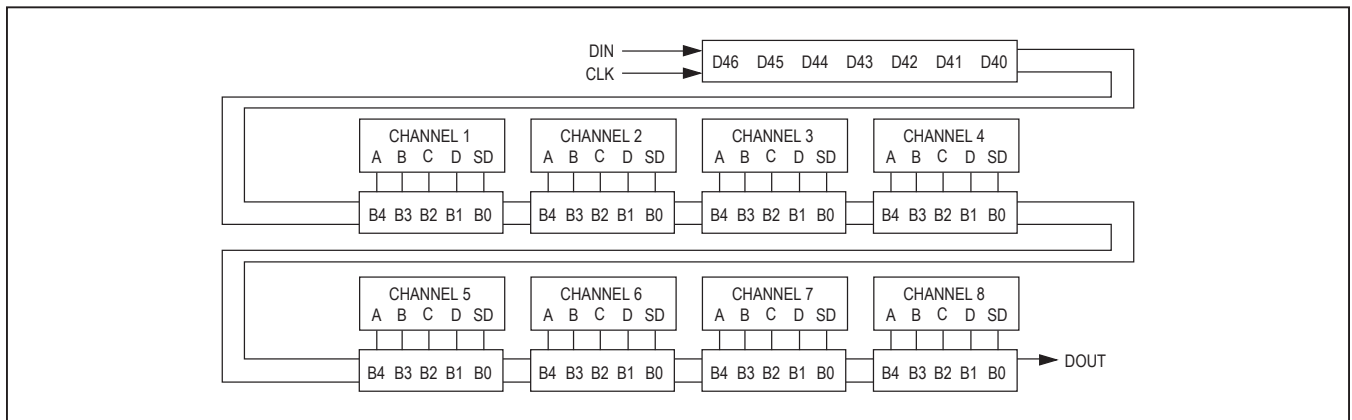 DIN
CLK
D46 D45 D44 D43 D42 D41 D40
CHANNEL 1 CHANNEL 2 CHANNEL 3 CHANNEL 4
A B C D SD A B C D SD A B C D SD A B C D SD
B4 B3 B2 B1 B0 B4 B3 B2 B1 B0 B4 B3 B2 B1 B0 B4 B3 B2 B1 B0
CHANNEL 5 CHANNEL 6 CHANNEL 7 CHANNEL 8
A B C D SD A B C D SD A B C D SD A B C D SD
B4 B3 B2 B1 B0 B4 B3 B2 B1 B0 B4 B3 B2 B1 B0 B4 B3 B2 B1 B0 DOUT